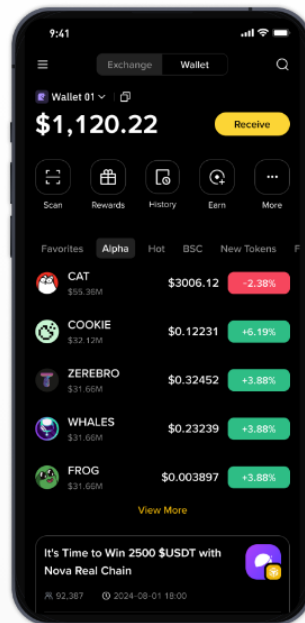 9:41
Exchange Wallet
Wallet 01
$1,120.22 Receive
Scan Rewards History Earn More
Favorites Alpha Hot BSC New Tokens F
CAT $3006.12 -2.38%
$55.36M
COOKIE $0.12231 +6.19%
$32.12M
ZEREBRO $0.32452 +3.88%
$31.66M
WHALES $0.23239 +3.88%
$31.66M
FROG $0.003897 +3.88%
$31.66M
View More
It's Time to Win 2500 $USDT with
Nova Real Chain
92,387 2024-08-01 18:00